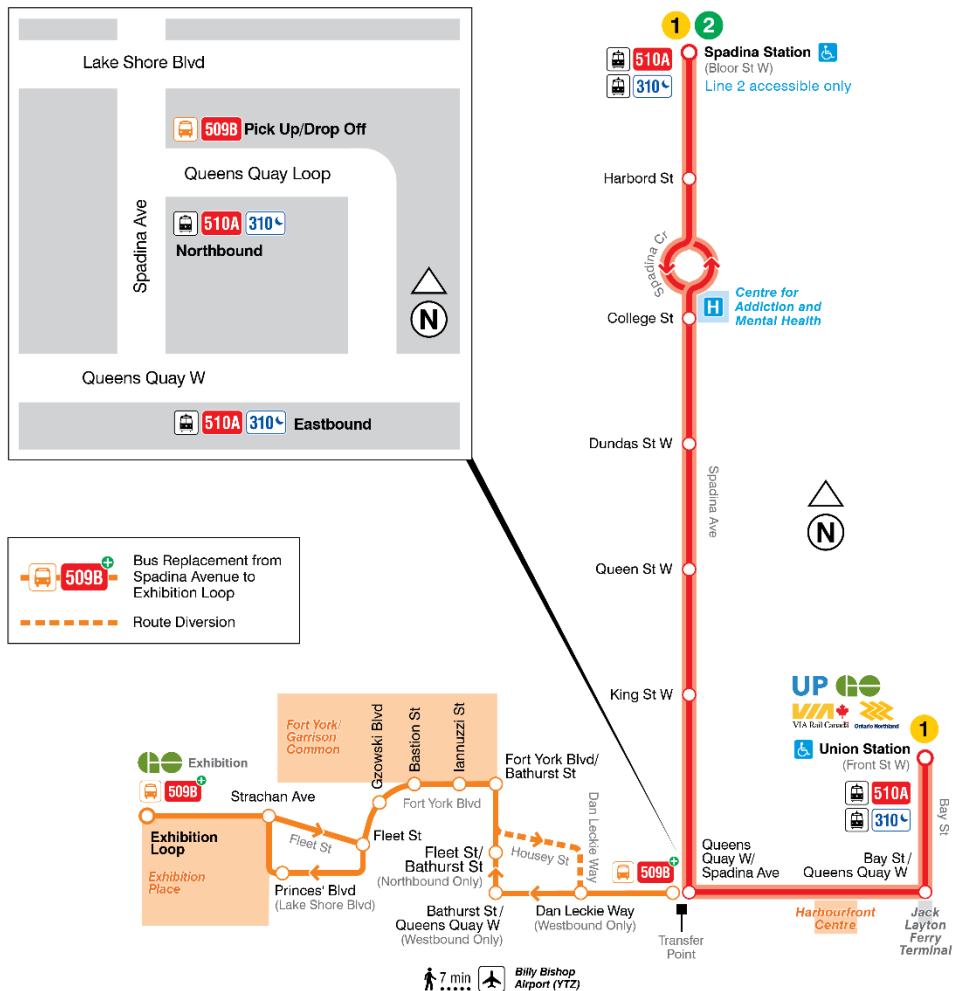 Lake Shore Blvd
509B Pick Up/Drop Off
Queens Quay Loop
Spadina Ave
510A 310
Northbound
N
Queens Quay W
510A 310 Eastbound
509B
Bus Replacement from
Spadina Avenue to
Exhibition Loop
Route Diversion
1 2
510A
310
Spadina Station
(Bloor St W)
Line 2 accessible only
Harbord St
Spadina Cr
College St
H
Centre for
Addiction and
Mental Health
Dundas St W
Spadina Ave
N
Queen St W
King St W
UP GO
VIA Rail Canada
Ontario Northland
1
Union Station
(Front St W)
510A
310
Bay St
Bay St/
Queens Quay W
Queens
Quay W/
Spadina Ave
Harbourfront
Centre
Jack
Layton
Ferry
Terminal
Transfer
Point
509B
Dan Leckie Way
Housey St
Dan Leckie Way
(Westbound Only)
Bathurst St/
Queens Quay W
(Westbound Only)
Fleet St/
Bathurst St
(Northbound Only)
Fort York Blvd/
Bathurst St
Fort York/
Garrison
Common
Gzowski Blvd
Bastion St
Iannuzzi St
Fort York Blvd
Fleet St
Fleet St
Strachan Ave
Princes' Blvd
(Lake Shore Blvd)
GO Exhibition
509B
Exhibition
Loop
Exhibition
Place
7 min
Billy Bishop
Airport (YTZ)